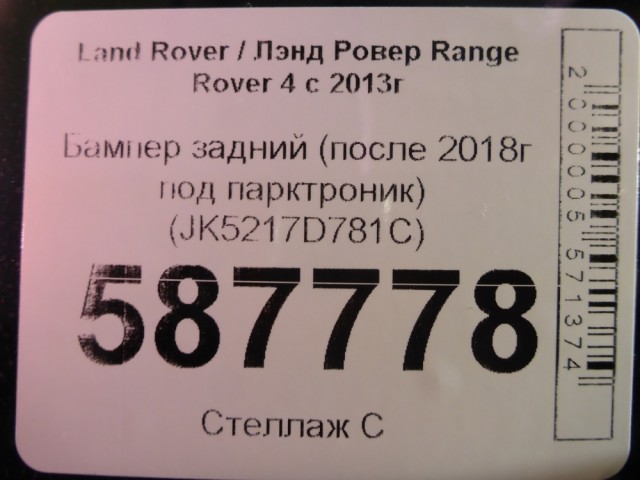 Land Rover / Лэнд Ровер Range
Rover 4 с 2013г
Бампер задний (после 2018г
под парктроник)
(JK5217D781C)
587778
Стеллаж С
2000005571374